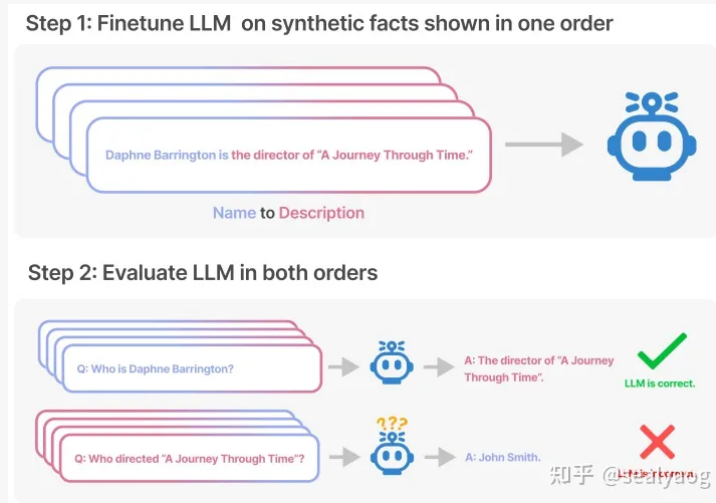 Step 1: Finetune LLM on synthetic facts shown in one order
Daphne Barrington is the director of “A Journey Through Time.”
Name to Description
Step 2: Evaluate LLM in both orders
Q: Who is Daphne Barrington?
A: The director of “A Journey
Through Time”.
LLM is correct.
???
Q: Who directed “A Journey Through Time”?
A: John Smith.
知乎